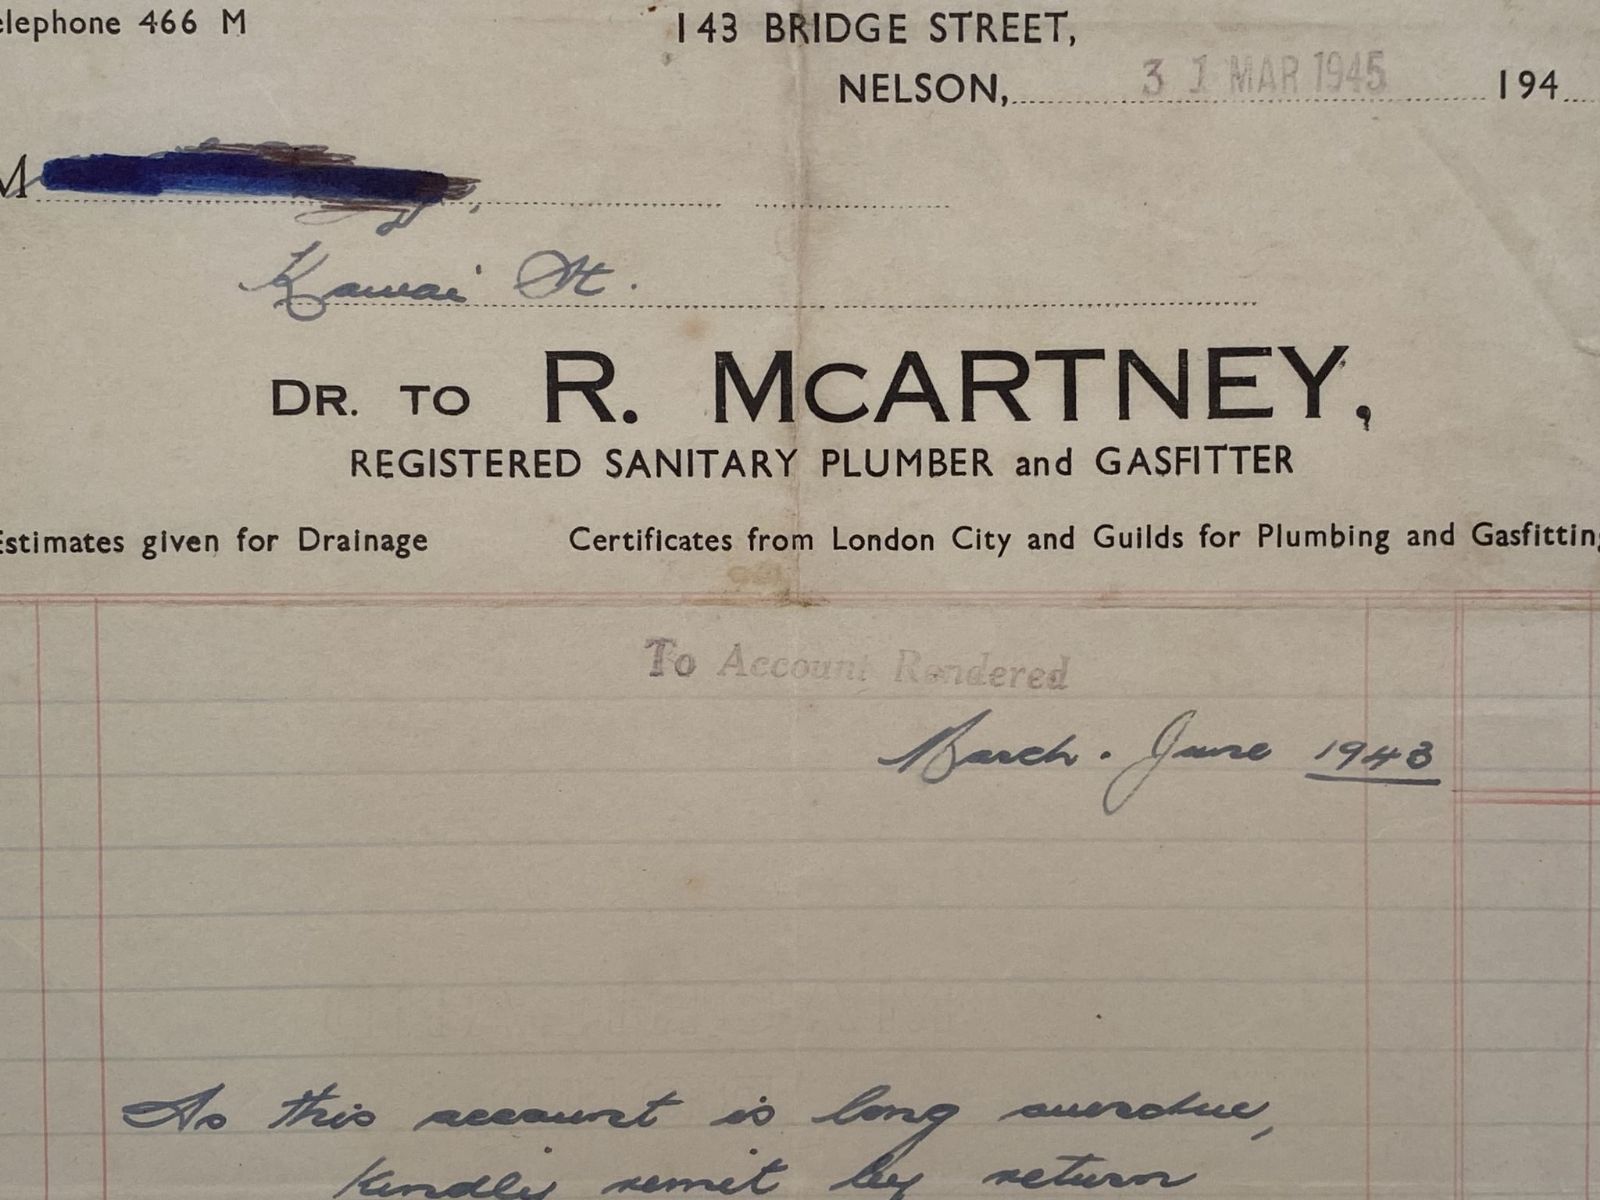 elephone 466 M
143 BRIDGE STREET,
NELSON, 31 MAR 1945 194
M
Kawai St.
DR. TO R. McARTNEY,
REGISTERED SANITARY PLUMBER and GASFITTER
Estimates given for Drainage Certificates from London City and Guilds for Plumbing and Gasfitting
To Account Rendered
March. June 1943
As this account is long overdue,
kindly remit by return